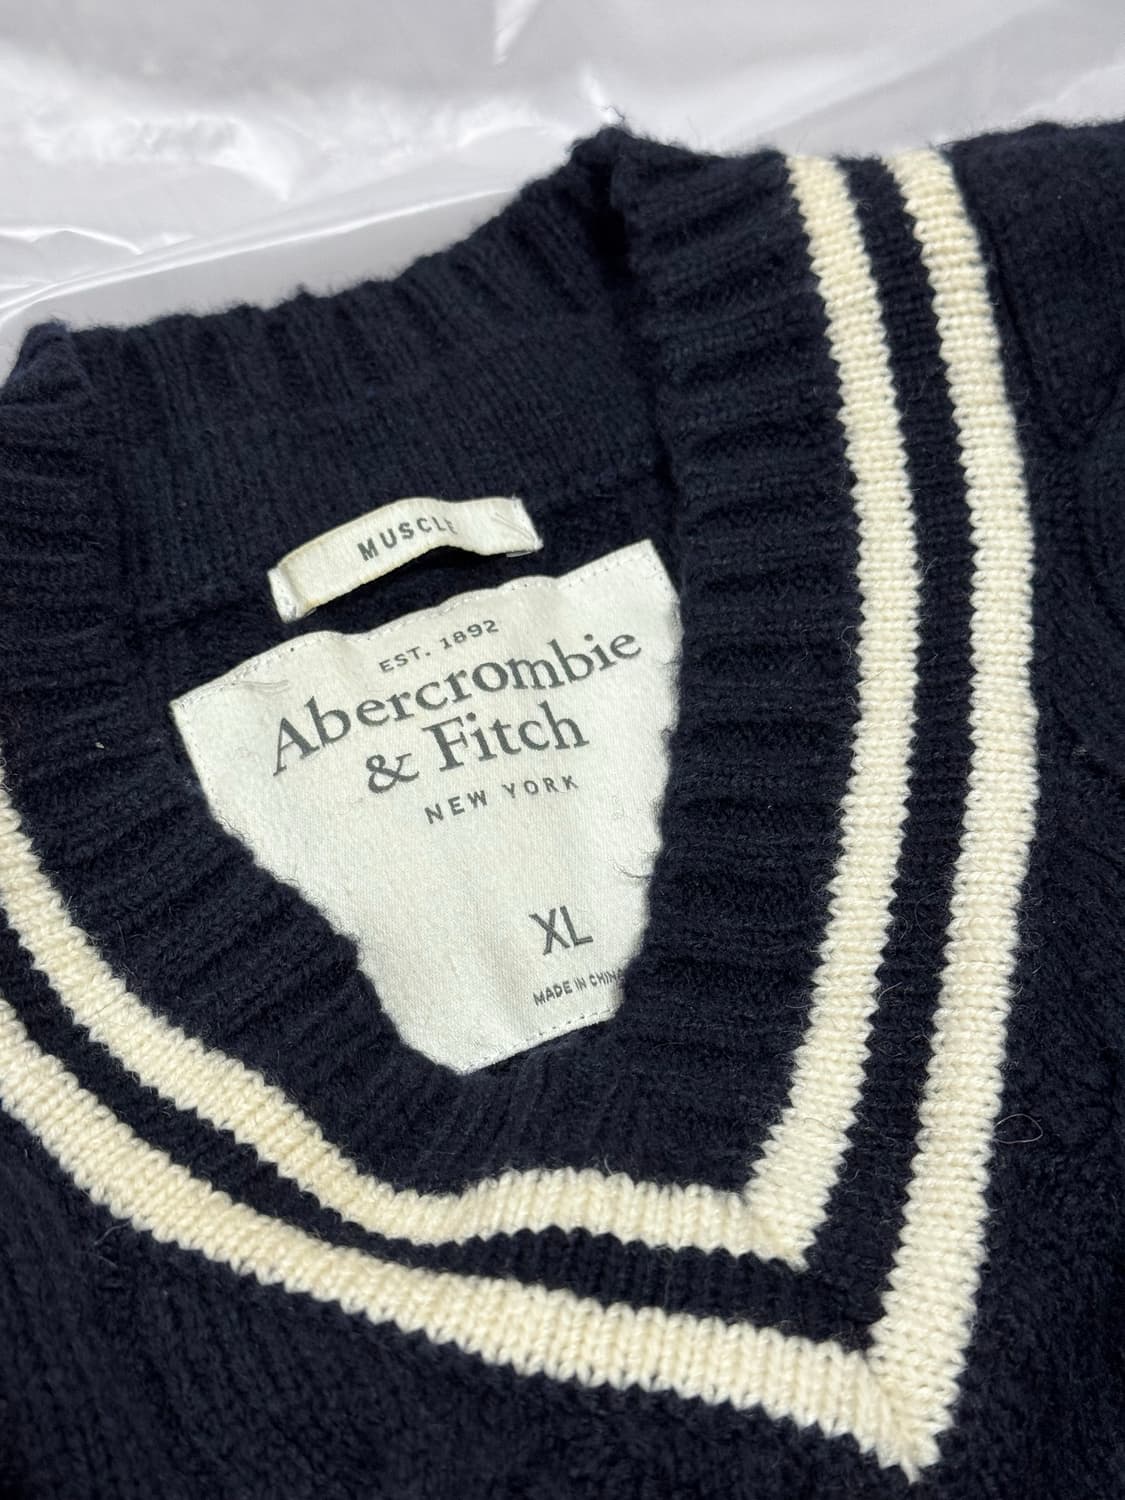 MUSCLE
EST. 1892
Abercrombie
& Fitch
NEW YORK
XL
MADE IN CHINA